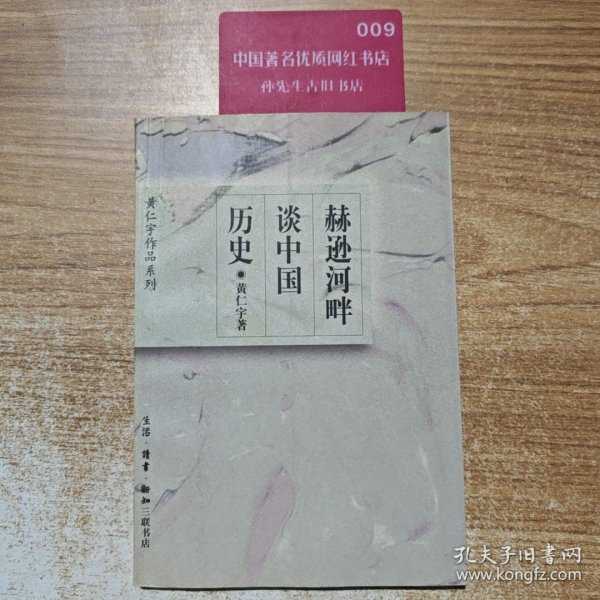 009
中国著名优质网红书店
孙先生古旧书店
赫逊河畔
谈中国
历史●黄仁宇著
黄仁宇作品系列
生活·读书·新知三联书店
孔夫子旧书网
www.kongfz.com